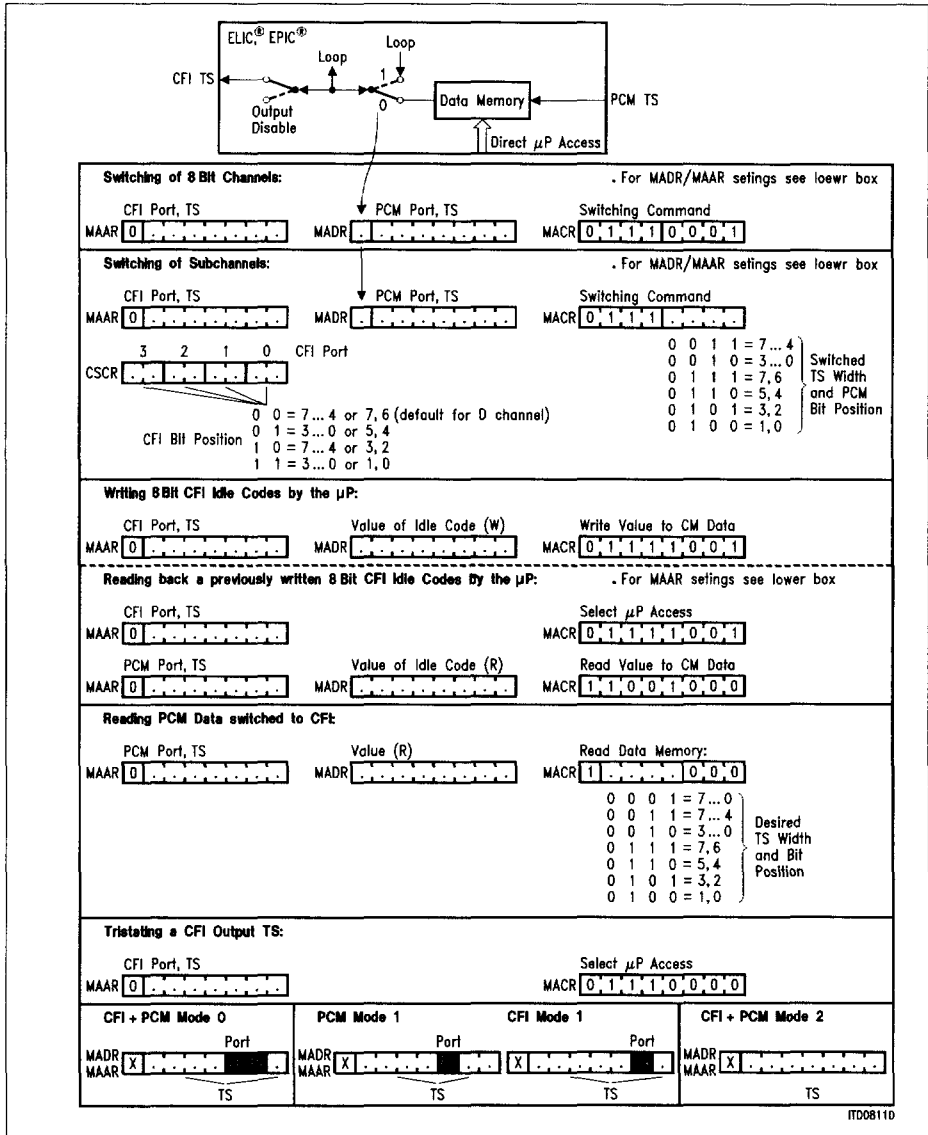 ELIC,® EPIC®
Loop
Loop
CFI TS
1
0
Output
Disable
Data Memory
PCM TS
Direct µP Access
Switching of 8 Bit Channels:
. For MADR/MAAR setings see loewr box
CFI Port, TS
PCM Port, TS
Switching Command
MAAR 0 . . . . . . .
MADR . . . . . . . .
MACR 0 1 1 1 0 0 0 1
Switching of Subchannels:
. For MADR/MAAR setings see loewr box
CFI Port, TS
PCM Port, TS
Switching Command
MAAR 0 . . . . . . .
MADR . . . . . . . .
MACR 0 1 1 1 . . . .
3 2 1 0 CFI Port
CSCR . . . . . . . .
CFI Bit Position
0 0 = 7...4 or 7,6 (default for D channel)
0 1 = 3...0 or 5,4
1 0 = 7...4 or 3,2
1 1 = 3...0 or 1,0
0 0 1 1 = 7...4
0 0 1 0 = 3...0
0 1 1 1 = 7,6
0 1 1 0 = 5,4
0 1 0 1 = 3,2
0 1 0 0 = 1,0
Switched
TS Width
and PCM
Bit Position
Writing 8 Bit CFI Idle Codes by the µP:
CFI Port, TS
Value of Idle Code (W)
Write Value to CM Data
MAAR 0 . . . . . . .
MADR . . . . . . . .
MACR 0 1 1 1 1 0 0 1
Reading back a previously written 8 Bit CFI Idle Codes By the µP:
. For MAAR setings see lower box
CFI Port, TS
Select µP Access
MAAR 0 . . . . . . .
MACR 0 1 1 1 1 0 0 1
PCM Port, TS
Value of Idle Code (R)
Read Value to CM Data
MAAR 0 . . . . . . .
MADR . . . . . . . .
MACR 1 1 0 0 1 0 0 0
Reading PCM Data switched to CFI:
PCM Port, TS
Value (R)
Read Data Memory:
MAAR 0 . . . . . . .
MADR . . . . . . . .
MACR 1 . . . . 0 0 0
0 0 0 1 = 7...0
0 0 1 1 = 7...4
0 0 1 0 = 3...0
0 1 1 1 = 7,6
0 1 1 0 = 5,4
0 1 0 1 = 3,2
0 1 0 0 = 1,0
Desired
TS Width
and Bit
Position
Tristating a CFI Output TS:
CFI Port, TS
Select µP Access
MAAR 0 . . . . . . .
MACR 0 1 1 1 0 0 0 0
CFI + PCM Mode 0
PCM Mode 1
CFI Mode 1
CFI + PCM Mode 2
Port
Port
Port
MADR
MAAR
X
TS
MADR
MAAR
X
TS
X
TS
MADR
MAAR
X
TS
ITD08110